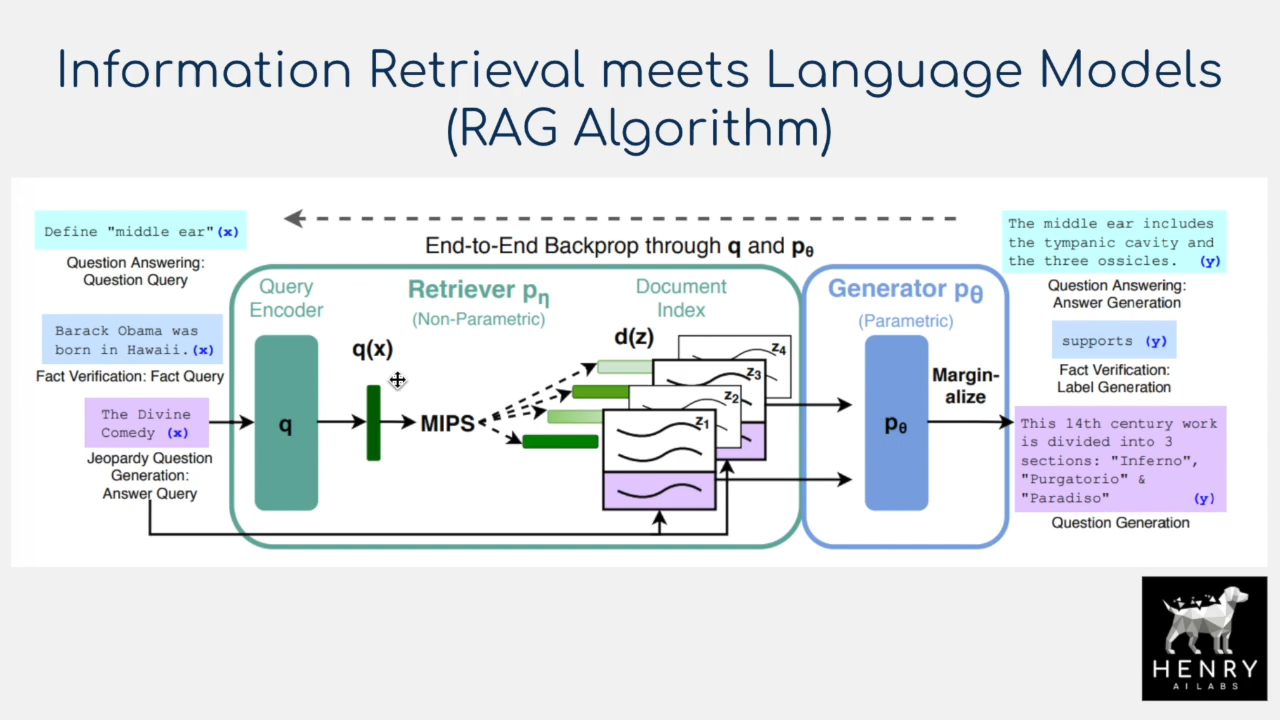 Information Retrieval meets Language Models
(RAG Algorithm)
End-to-End Backprop through q and pθ
Define "middle ear"(x)
Question Answering:
Question Query
Barack Obama was
born in Hawaii.(x)
Fact Verification: Fact Query
The Divine
Comedy (x)
Jeopardy Question
Generation:
Answer Query
Query
Encoder
q
Retriever pη
(Non-Parametric)
q(x)
MIPS
Document
Index
d(z)
z4
z3
z2
z1
Generator pθ
(Parametric)
pθ
Margin-
alize
The middle ear includes
the tympanic cavity and
the three ossicles. (y)
Question Answering:
Answer Generation
supports (y)
Fact Verification:
Label Generation
This 14th century work
is divided into 3
sections: "Inferno",
"Purgatorio" &
"Paradiso" (y)
Question Generation
HENRY
AI LABS